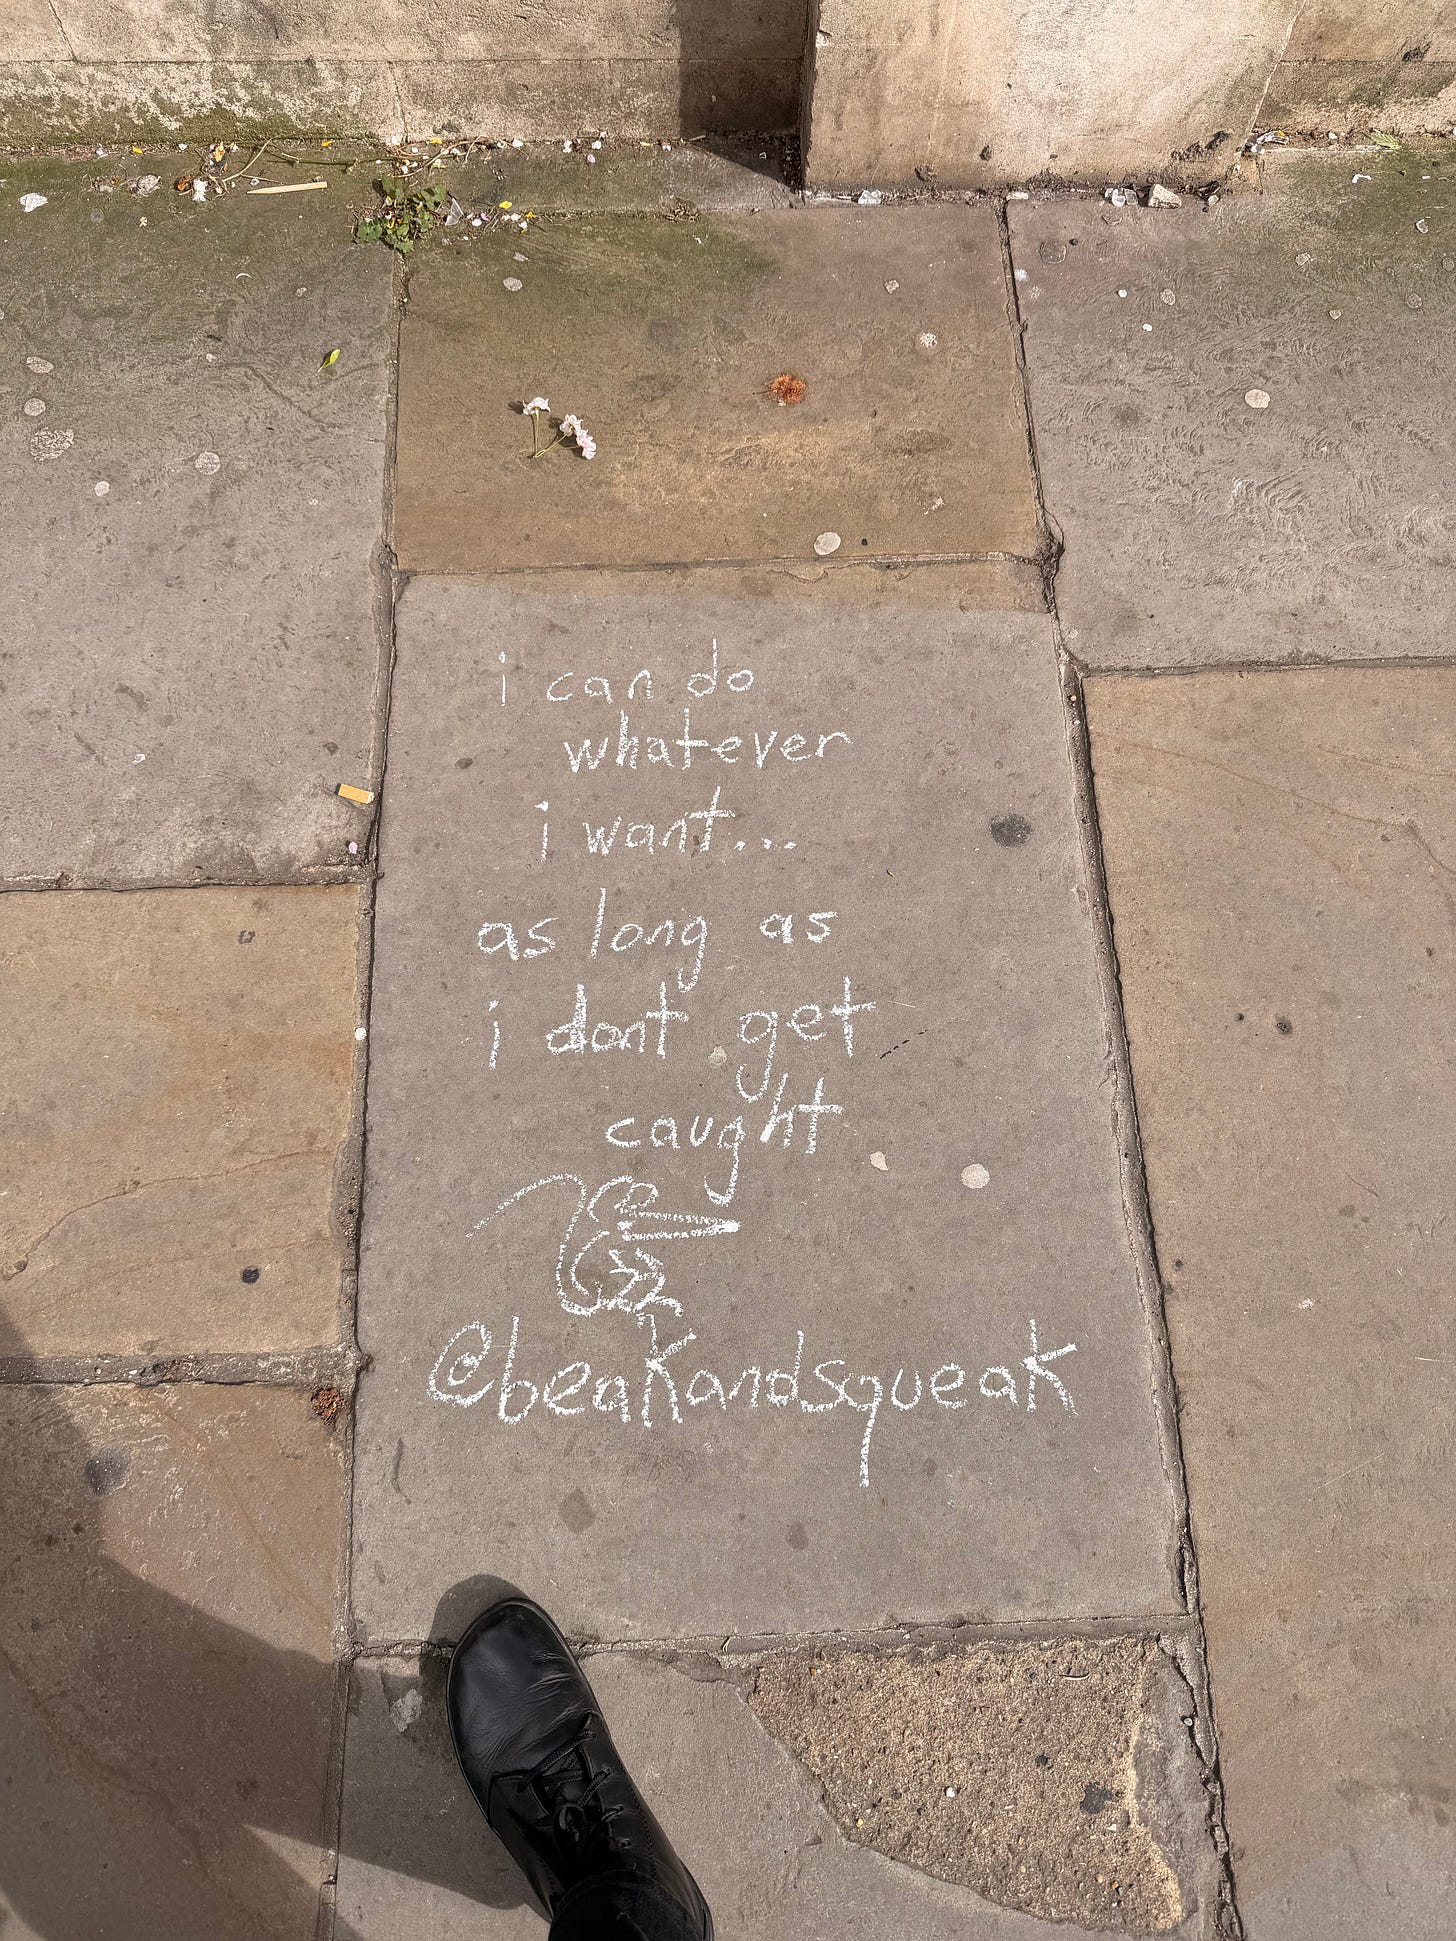 i can do
whatever
i want...
as long as
i dont get
caught
@beakandsqueak